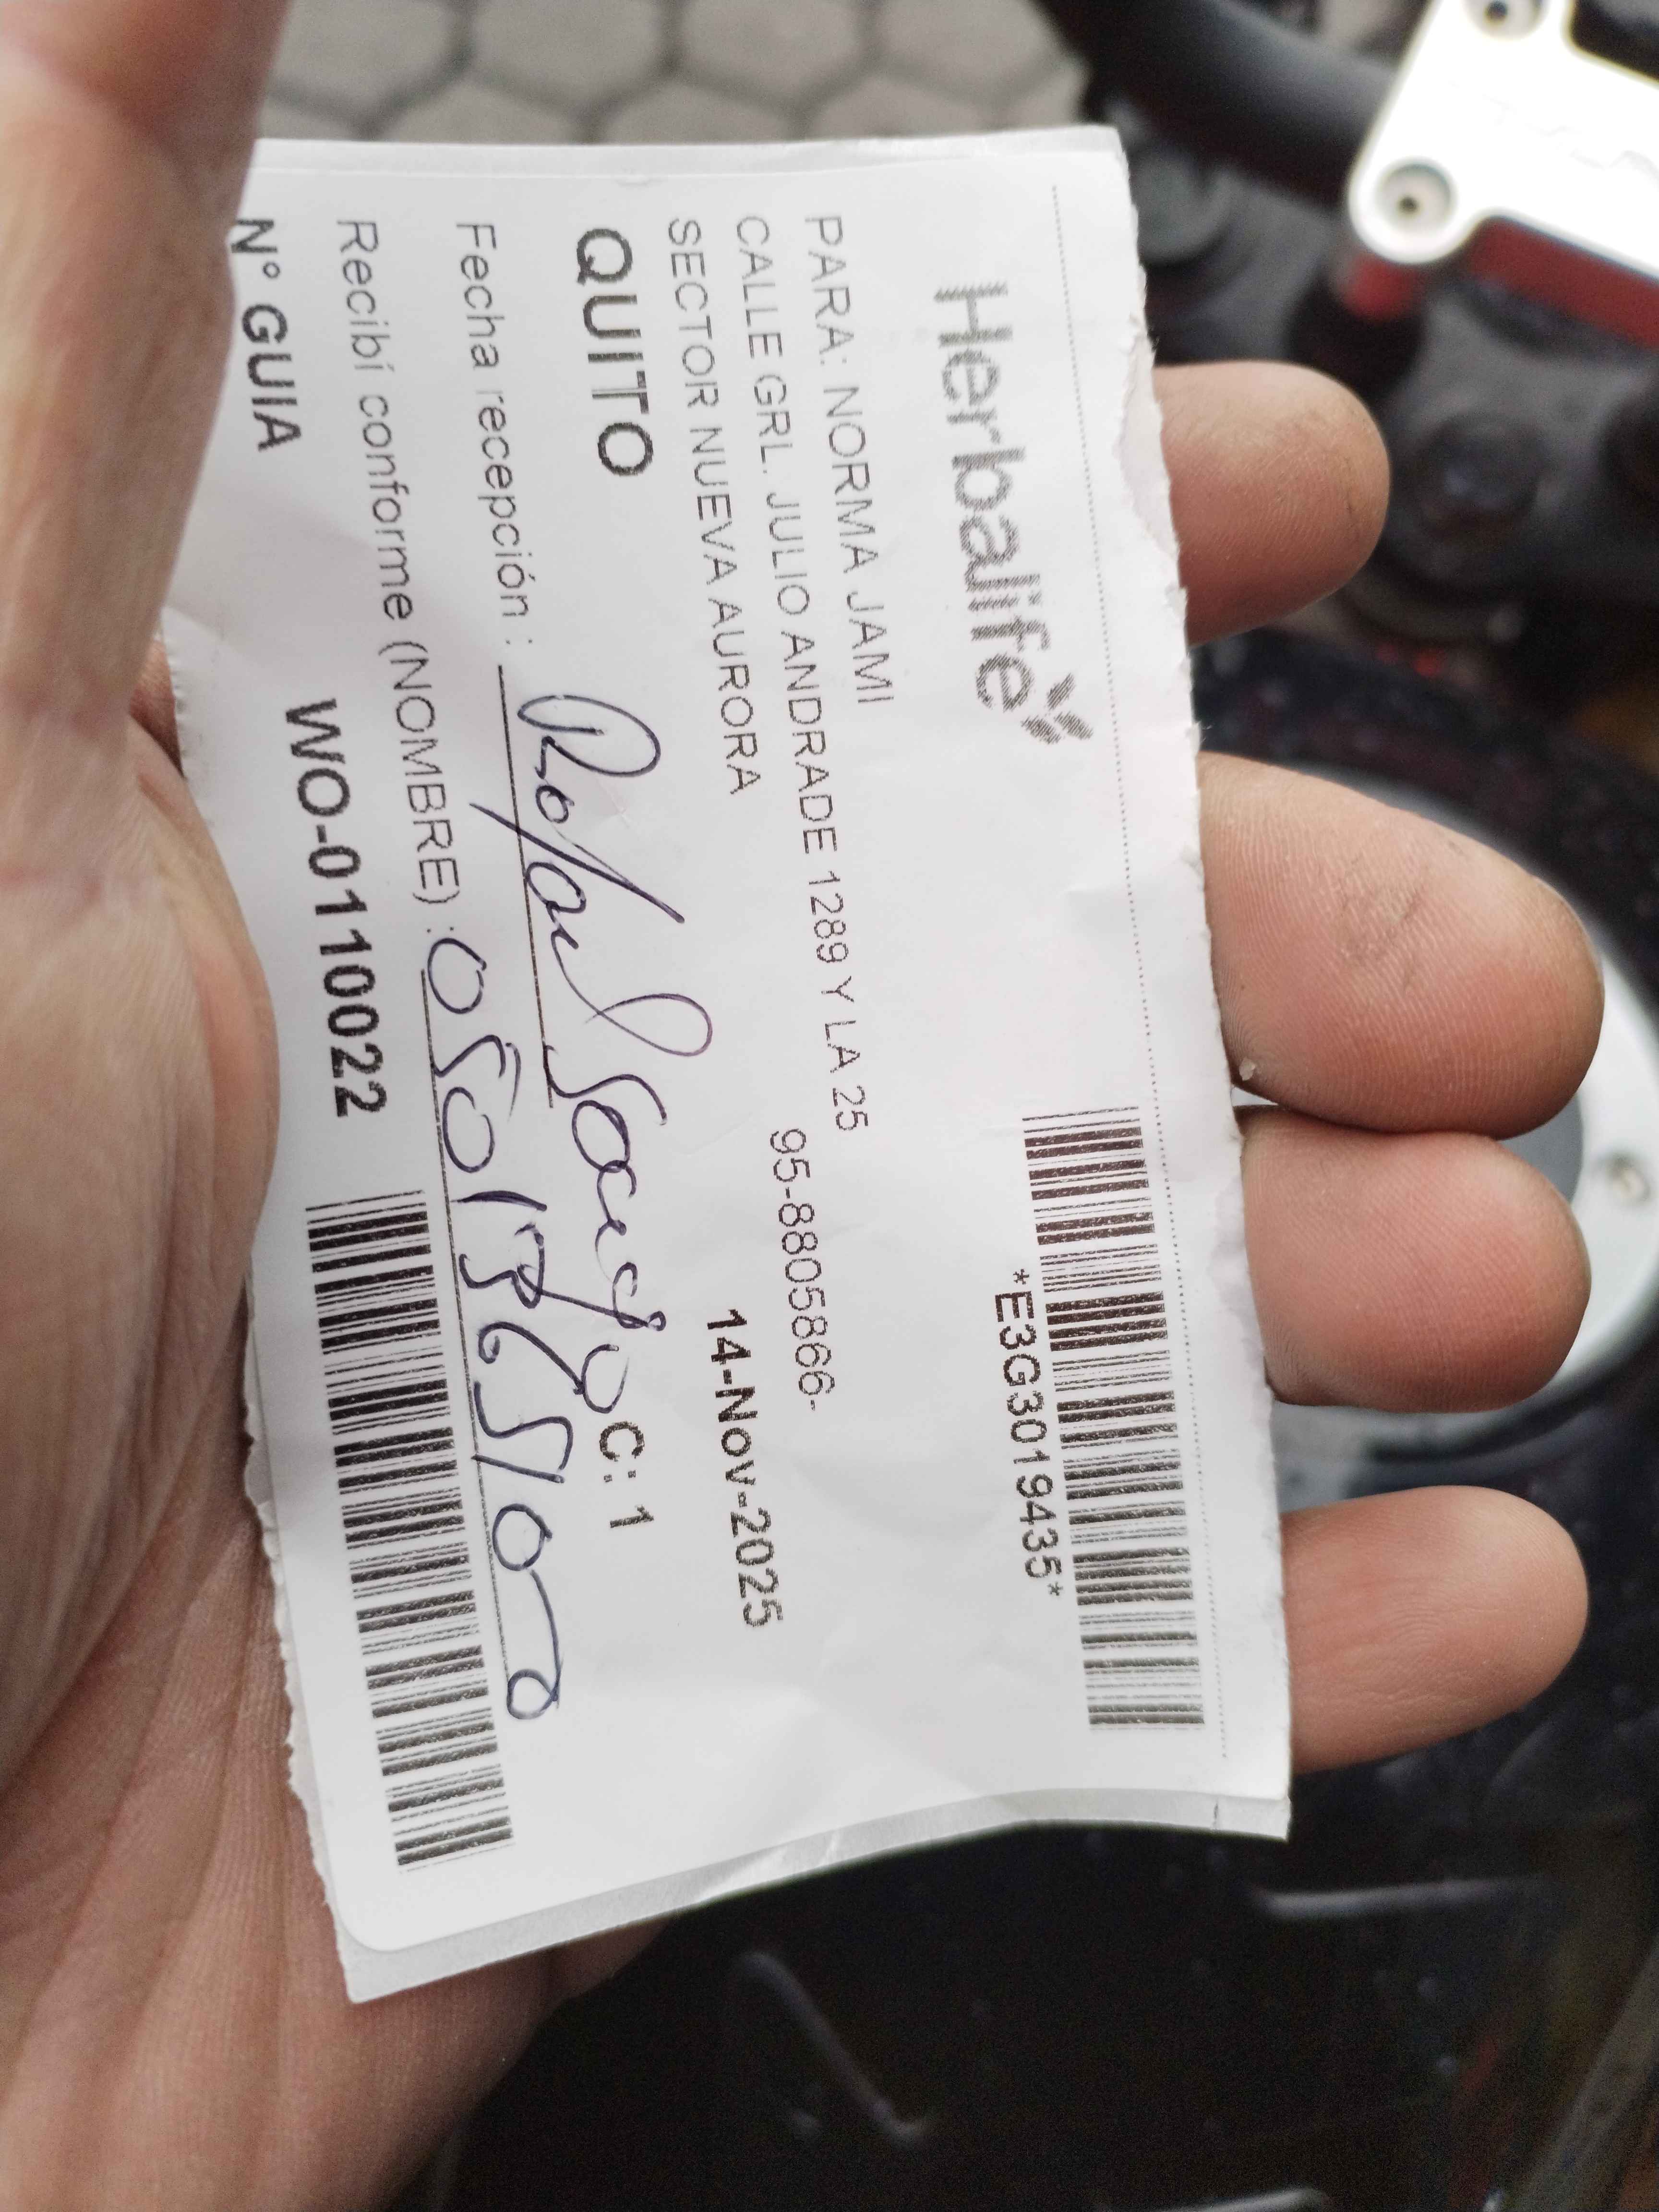 Herbalife
*E3G3019435*
PARA: NORMA JAMI
CALLE GRL. JULIO ANDRADE 1289 Y LA 25
SECTOR NUEVA AURORA
95-8805866-
14-Nov-2025
QUITO
C: 1
Fecha recepción :
Recibí conforme (NOMBRE) :
N° GUIA
WO-0110022